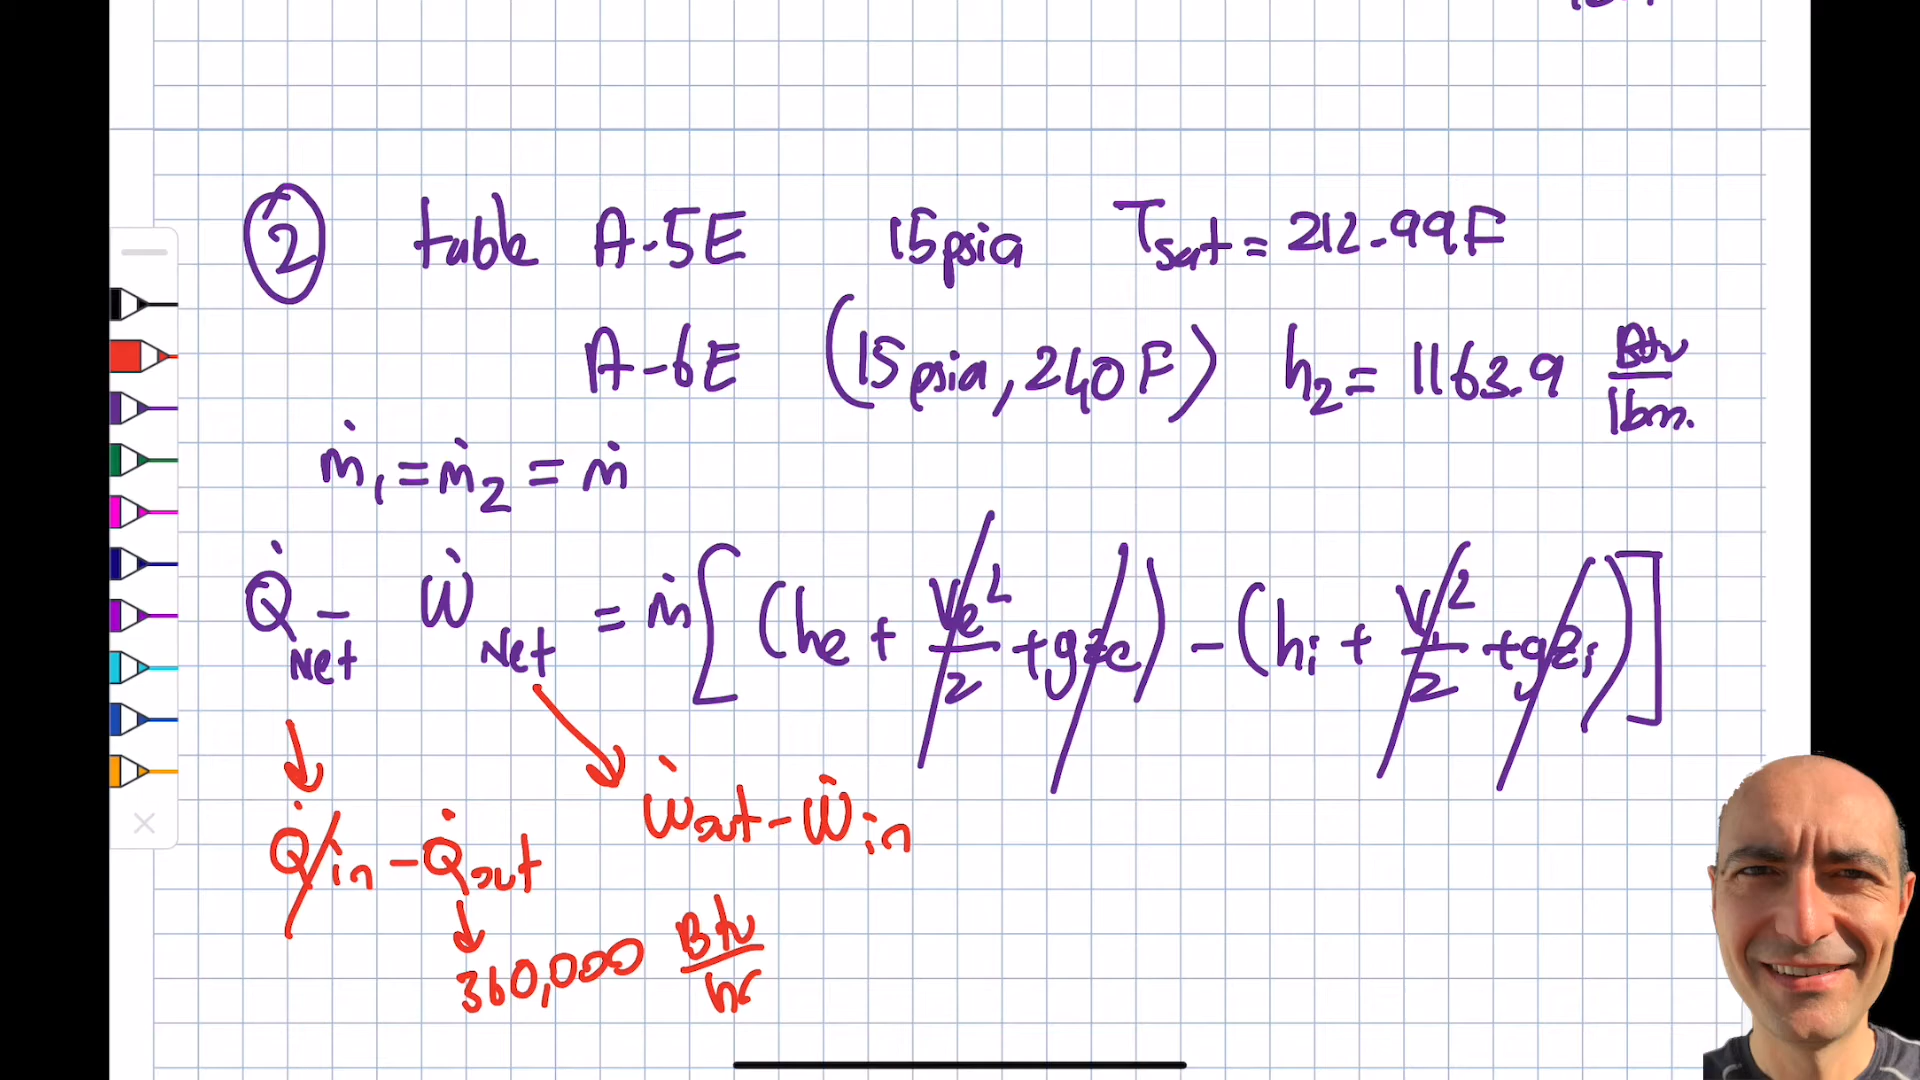 ② table A-5E 15psia Tsat = 212.99F
A-6E (15psia, 240F) h2 = 1163.9 Btu/lbm.
ṁ1 = ṁ2 = ṁ
Q̇Net - ẆNet = ṁ[(he + Ve²/2 + gze) - (hi + Vi²/2 + gzi)]
Q̇in - Q̇out Ẇout - Ẇin
360,000 Btu/hr